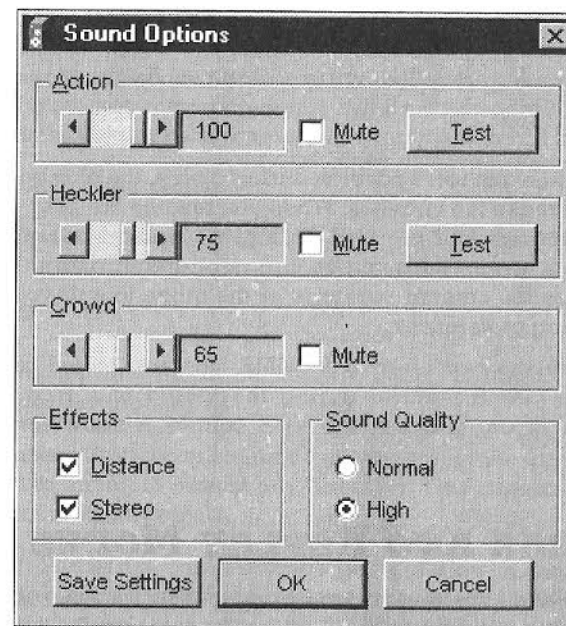 Sound Options
Action
100 Mute Test
Heckler
75 Mute Test
Crowd
65 Mute
Effects
Distance
Stereo
Sound Quality
Normal
High
Save Settings OK Cancel